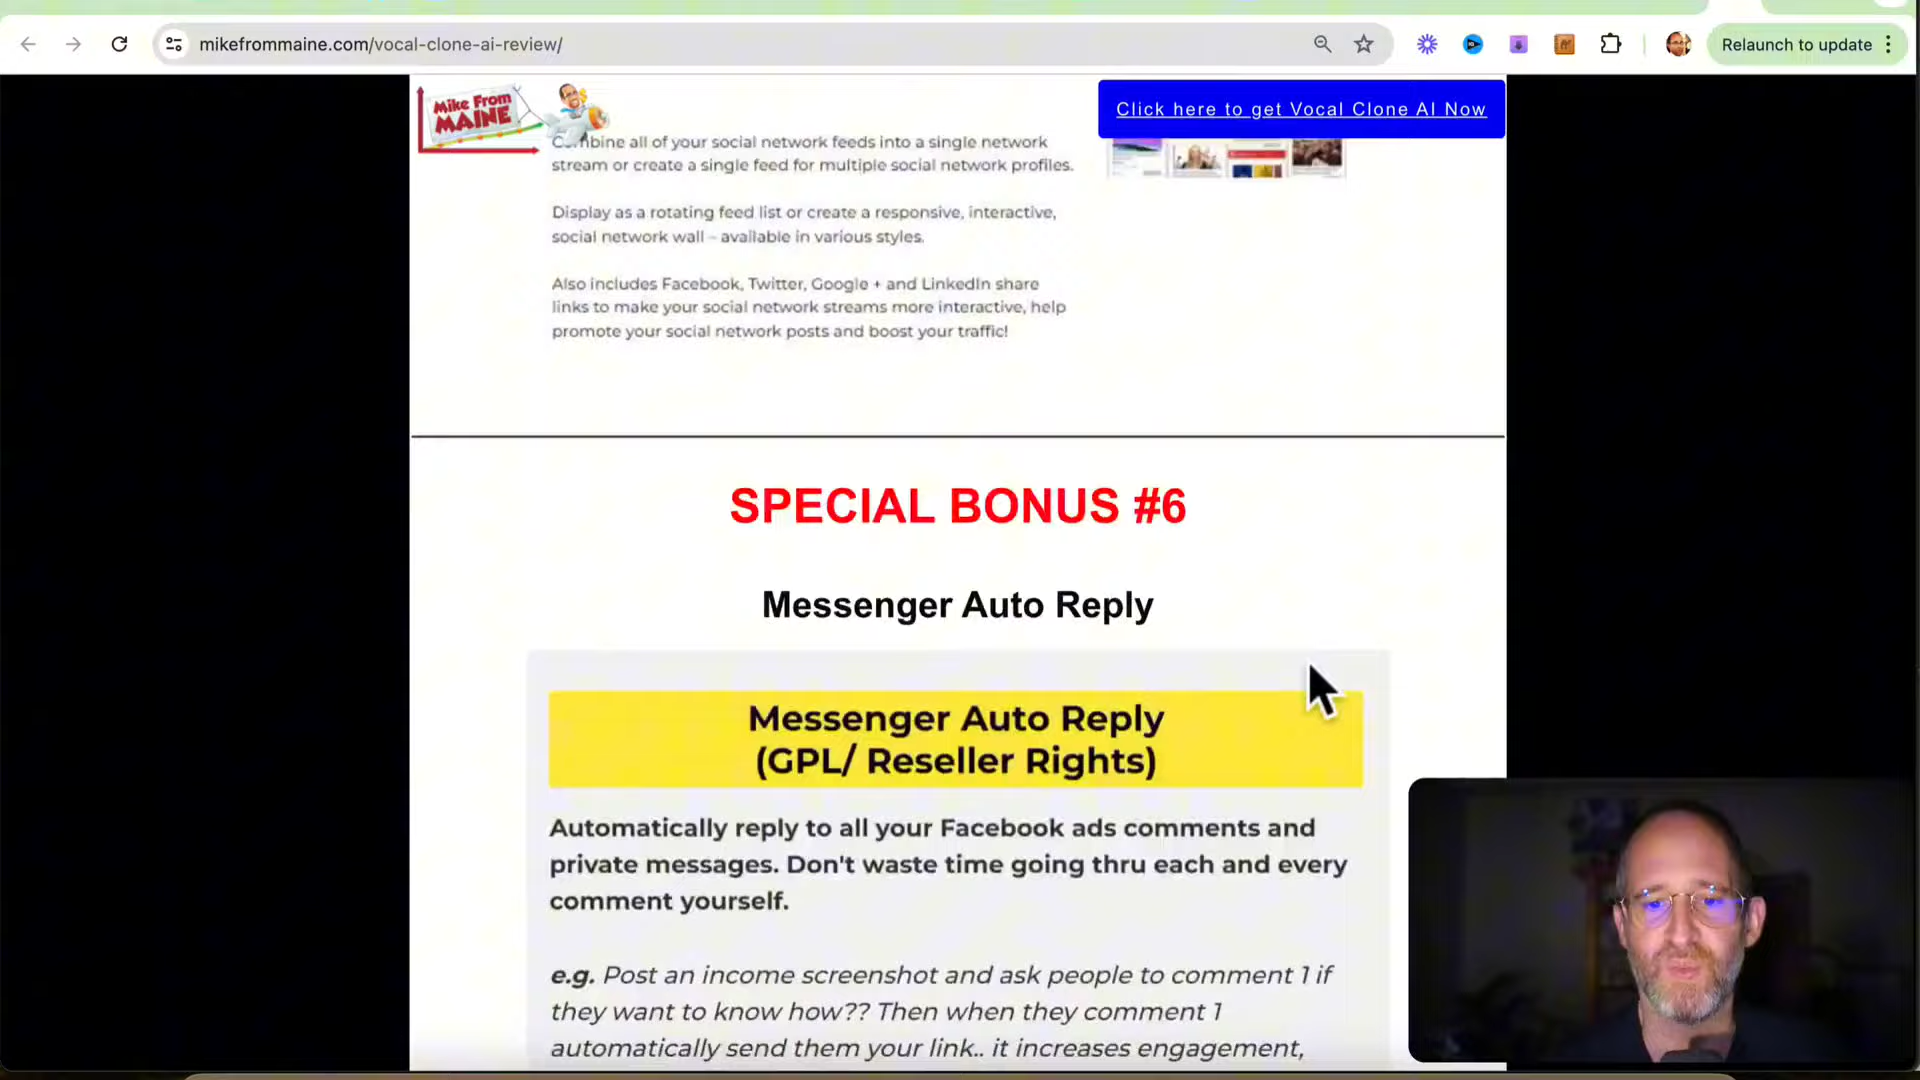 mikefrommaine.com/vocal-clone-ai-review/
Relaunch to update
Mike From
MAINE
Click here to get Vocal Clone AI Now
Combine all of your social network feeds into a single network
stream or create a single feed for multiple social network profiles.
Display as a rotating feed list or create a responsive, interactive,
social network wall – available in various styles.
Also includes Facebook, Twitter, Google + and LinkedIn share
links to make your social network streams more interactive, help
promote your social network posts and boost your traffic!
SPECIAL BONUS #6
Messenger Auto Reply
Messenger Auto Reply
(GPL/ Reseller Rights)
Automatically reply to all your Facebook ads comments and
private messages. Don't waste time going thru each and every
comment yourself.
e.g. Post an income screenshot and ask people to comment 1 if
they want to know how?? Then when they comment 1
automatically send them your link.. it increases engagement,